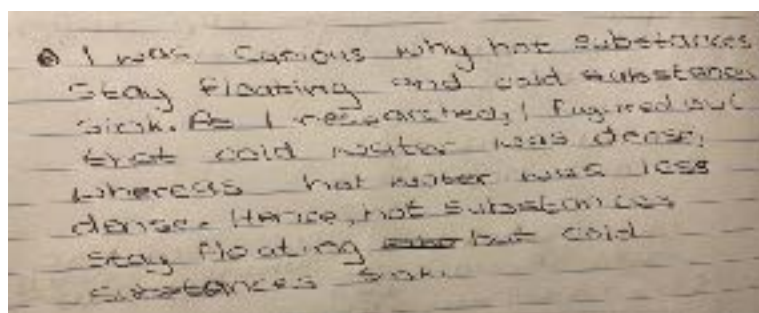 I was curious why hot substances
stay floating and cold substances
sink. As I researched, I figured out
that cold water was dense,
whereas hot water was less
dense. Hence, hot substances
stay floating but cold
substances sink.